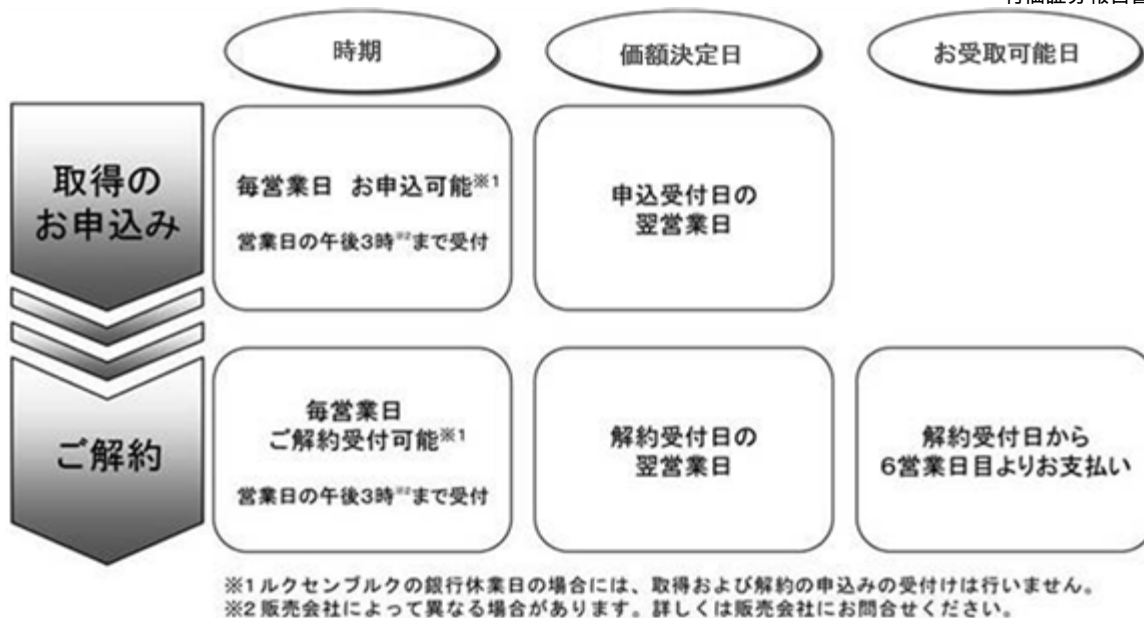 時期
価額決定日
お受取可能日
取得の
お申込み
毎営業日 お申込可能※1
営業日の午後3時※2まで受付
申込受付日の
翌営業日
ご解約
毎営業日
ご解約受付可能※1
営業日の午後3時※2まで受付
解約受付日の
翌営業日
解約受付日から
6営業日目よりお支払い
※1 ルクセンブルクの銀行休業日の場合には、取得および解約の申込みの受付けは行いません。
※2 販売会社によって異なる場合があります。詳しくは販売会社にお問合せください。